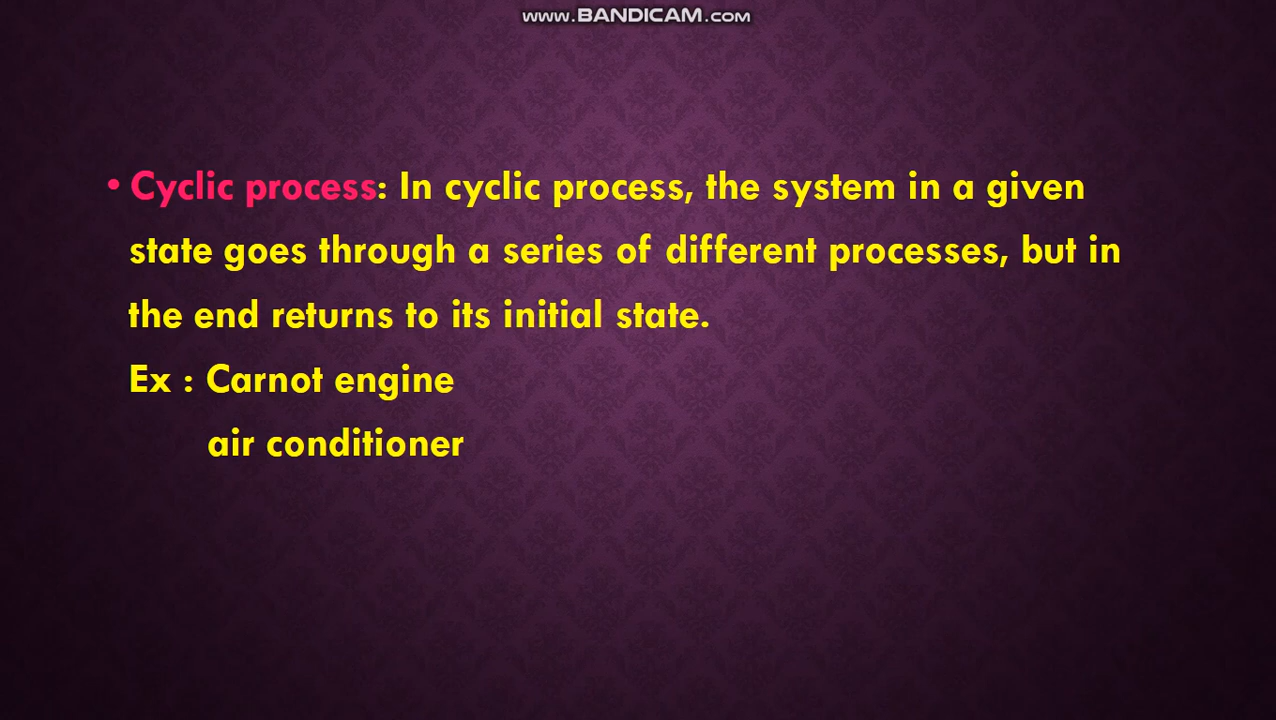 www.BANDICAM.com
• Cyclic process: In cyclic process, the system in a given
state goes through a series of different processes, but in
the end returns to its initial state.
Ex : Carnot engine
air conditioner